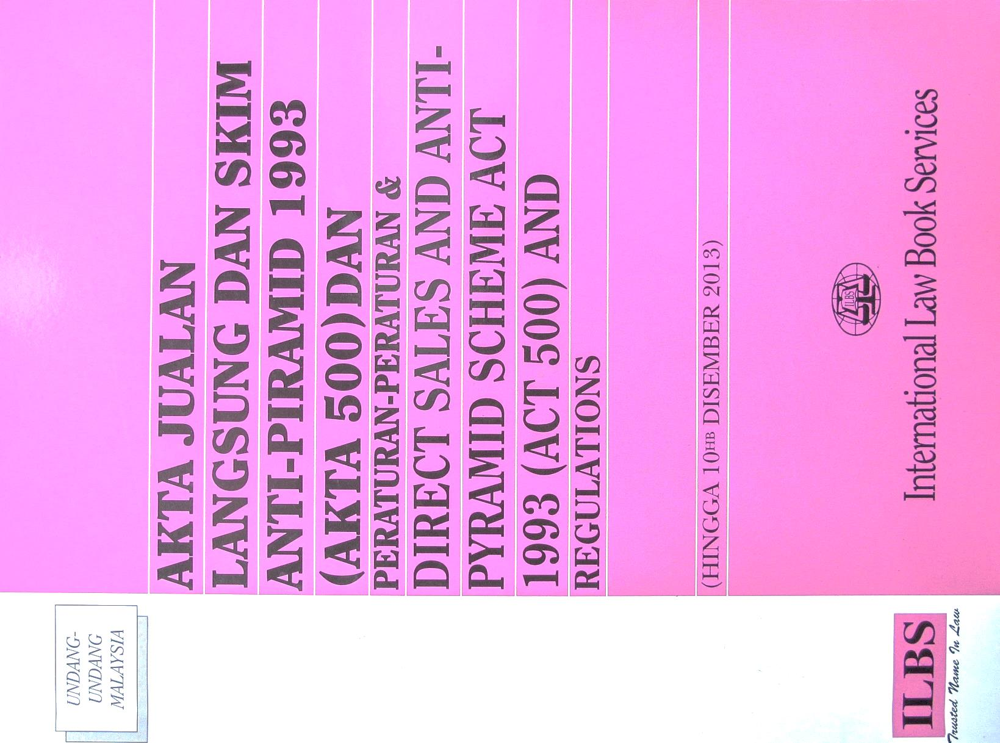 UNDANG-
UNDANG
MALAYSIA
AKTA JUALAN
LANGSUNG DAN SKIM
ANTI-PIRAMID 1993
(AKTA 500) DAN
PERATURAN-PERATURAN &
DIRECT SALES AND ANTI-
PYRAMID SCHEME ACT
1993 (ACT 500) AND
REGULATIONS
(HINGGA 10HB DISEMBER 2013)
ILBS
International Law Book Services
ILBS
Trusted Name In Law